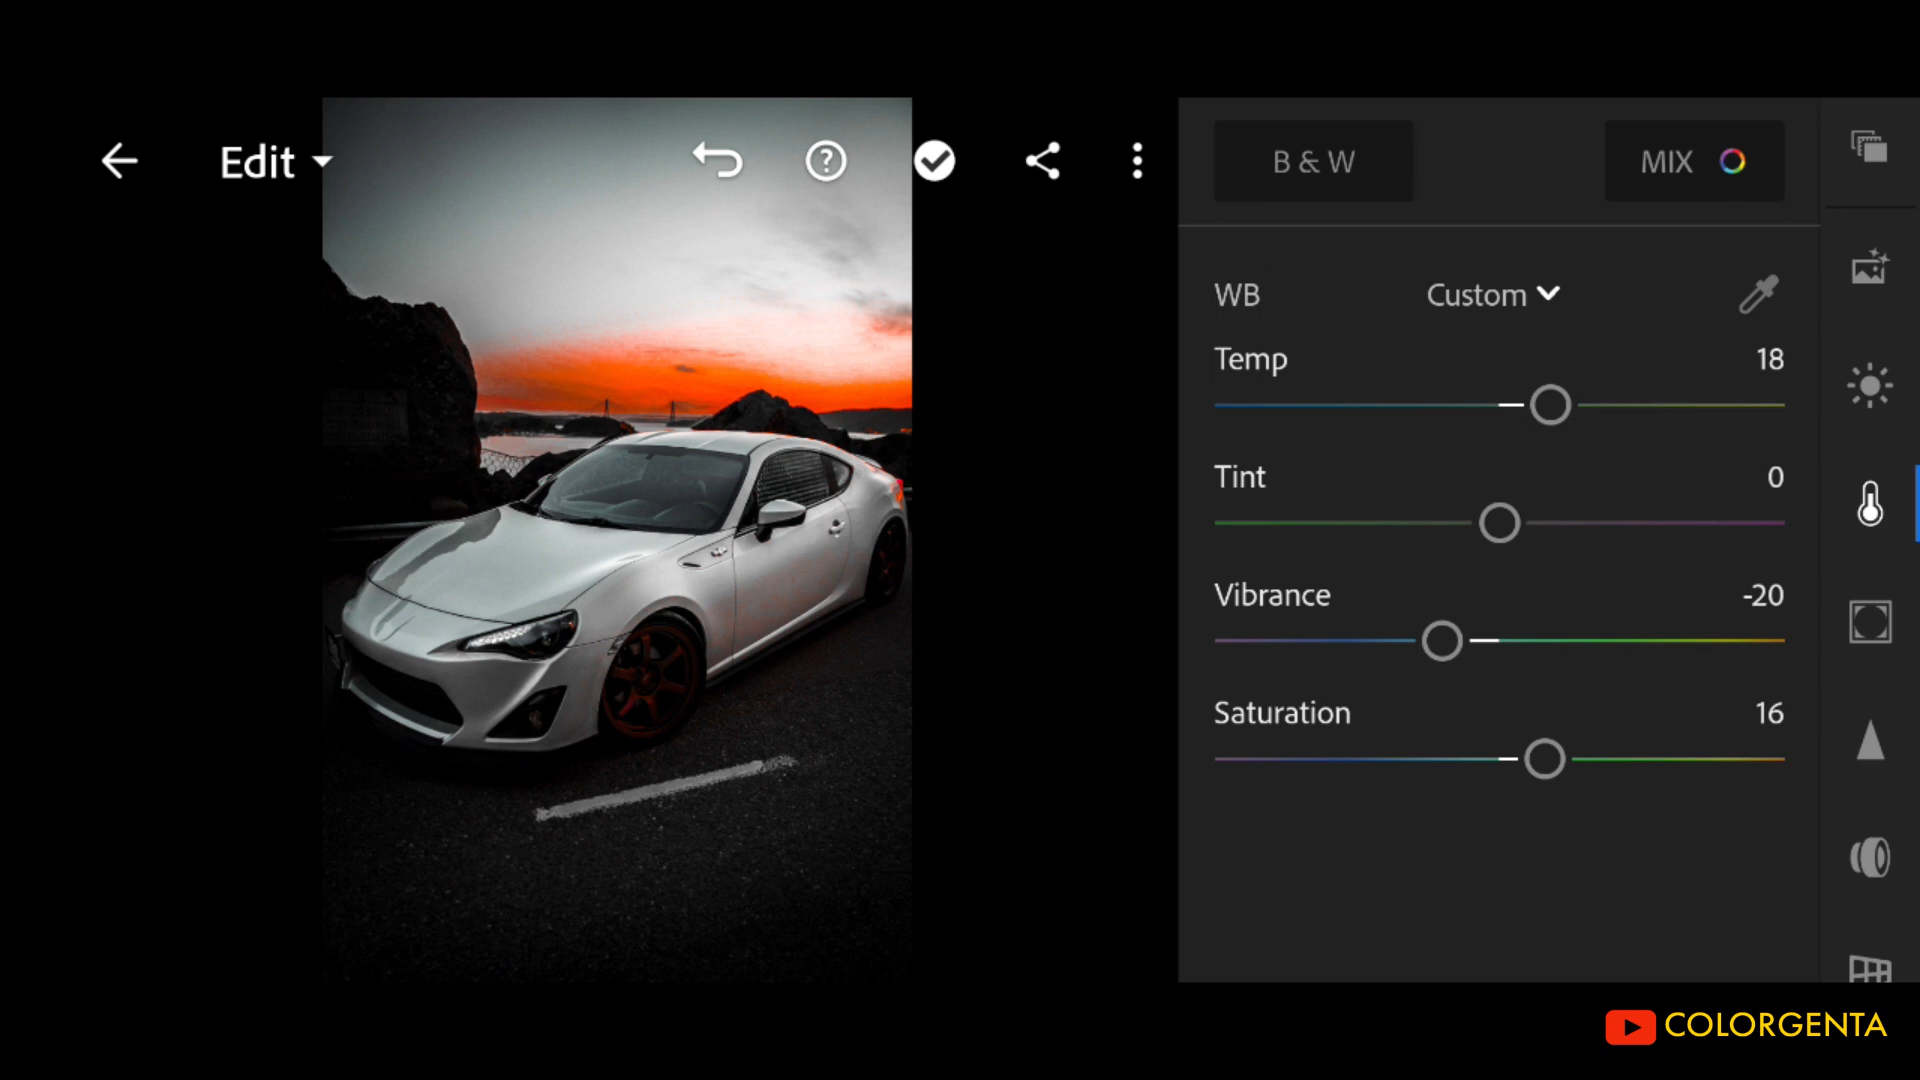 Edit
B & W
MIX
WB
Custom
Temp
18
Tint
0
Vibrance
-20
Saturation
16
COLORGENTA